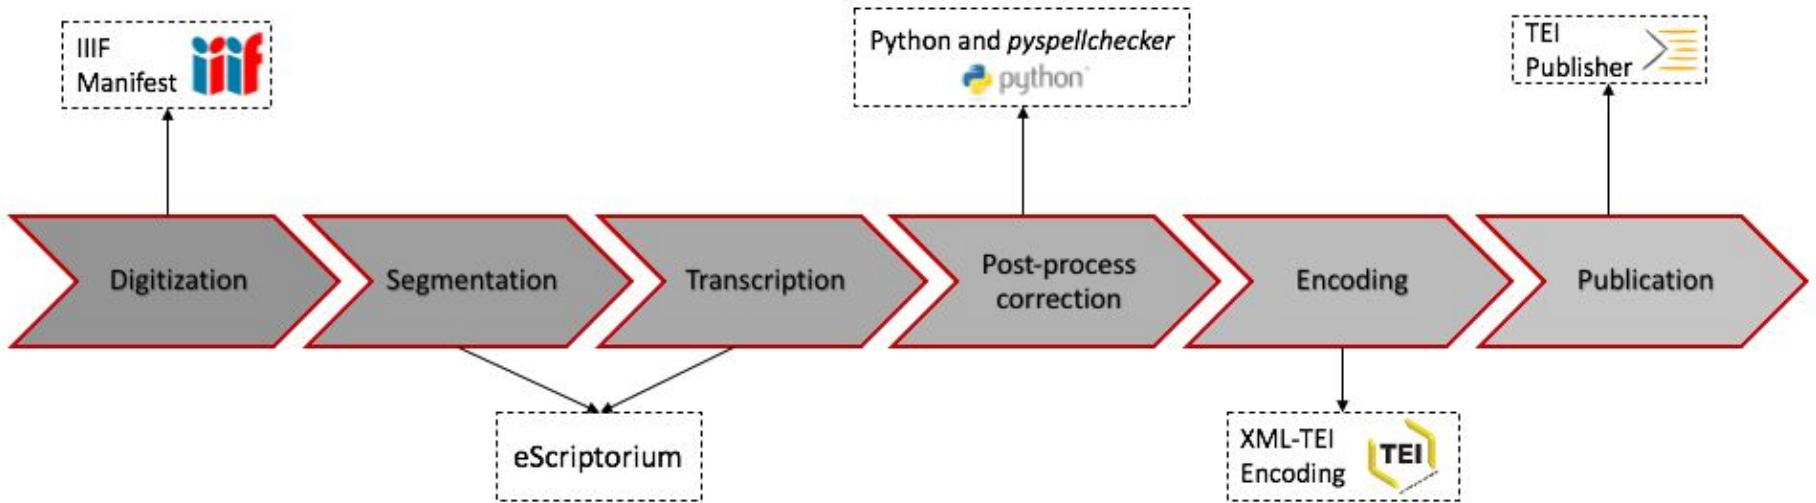 IIIF
Manifest
iiif
Python and pyspellchecker
python
TEI
Publisher
Digitization
Segmentation
Transcription
Post-process
correction
Encoding
Publication
eScriptorium
XML-TEI
Encoding
TEI